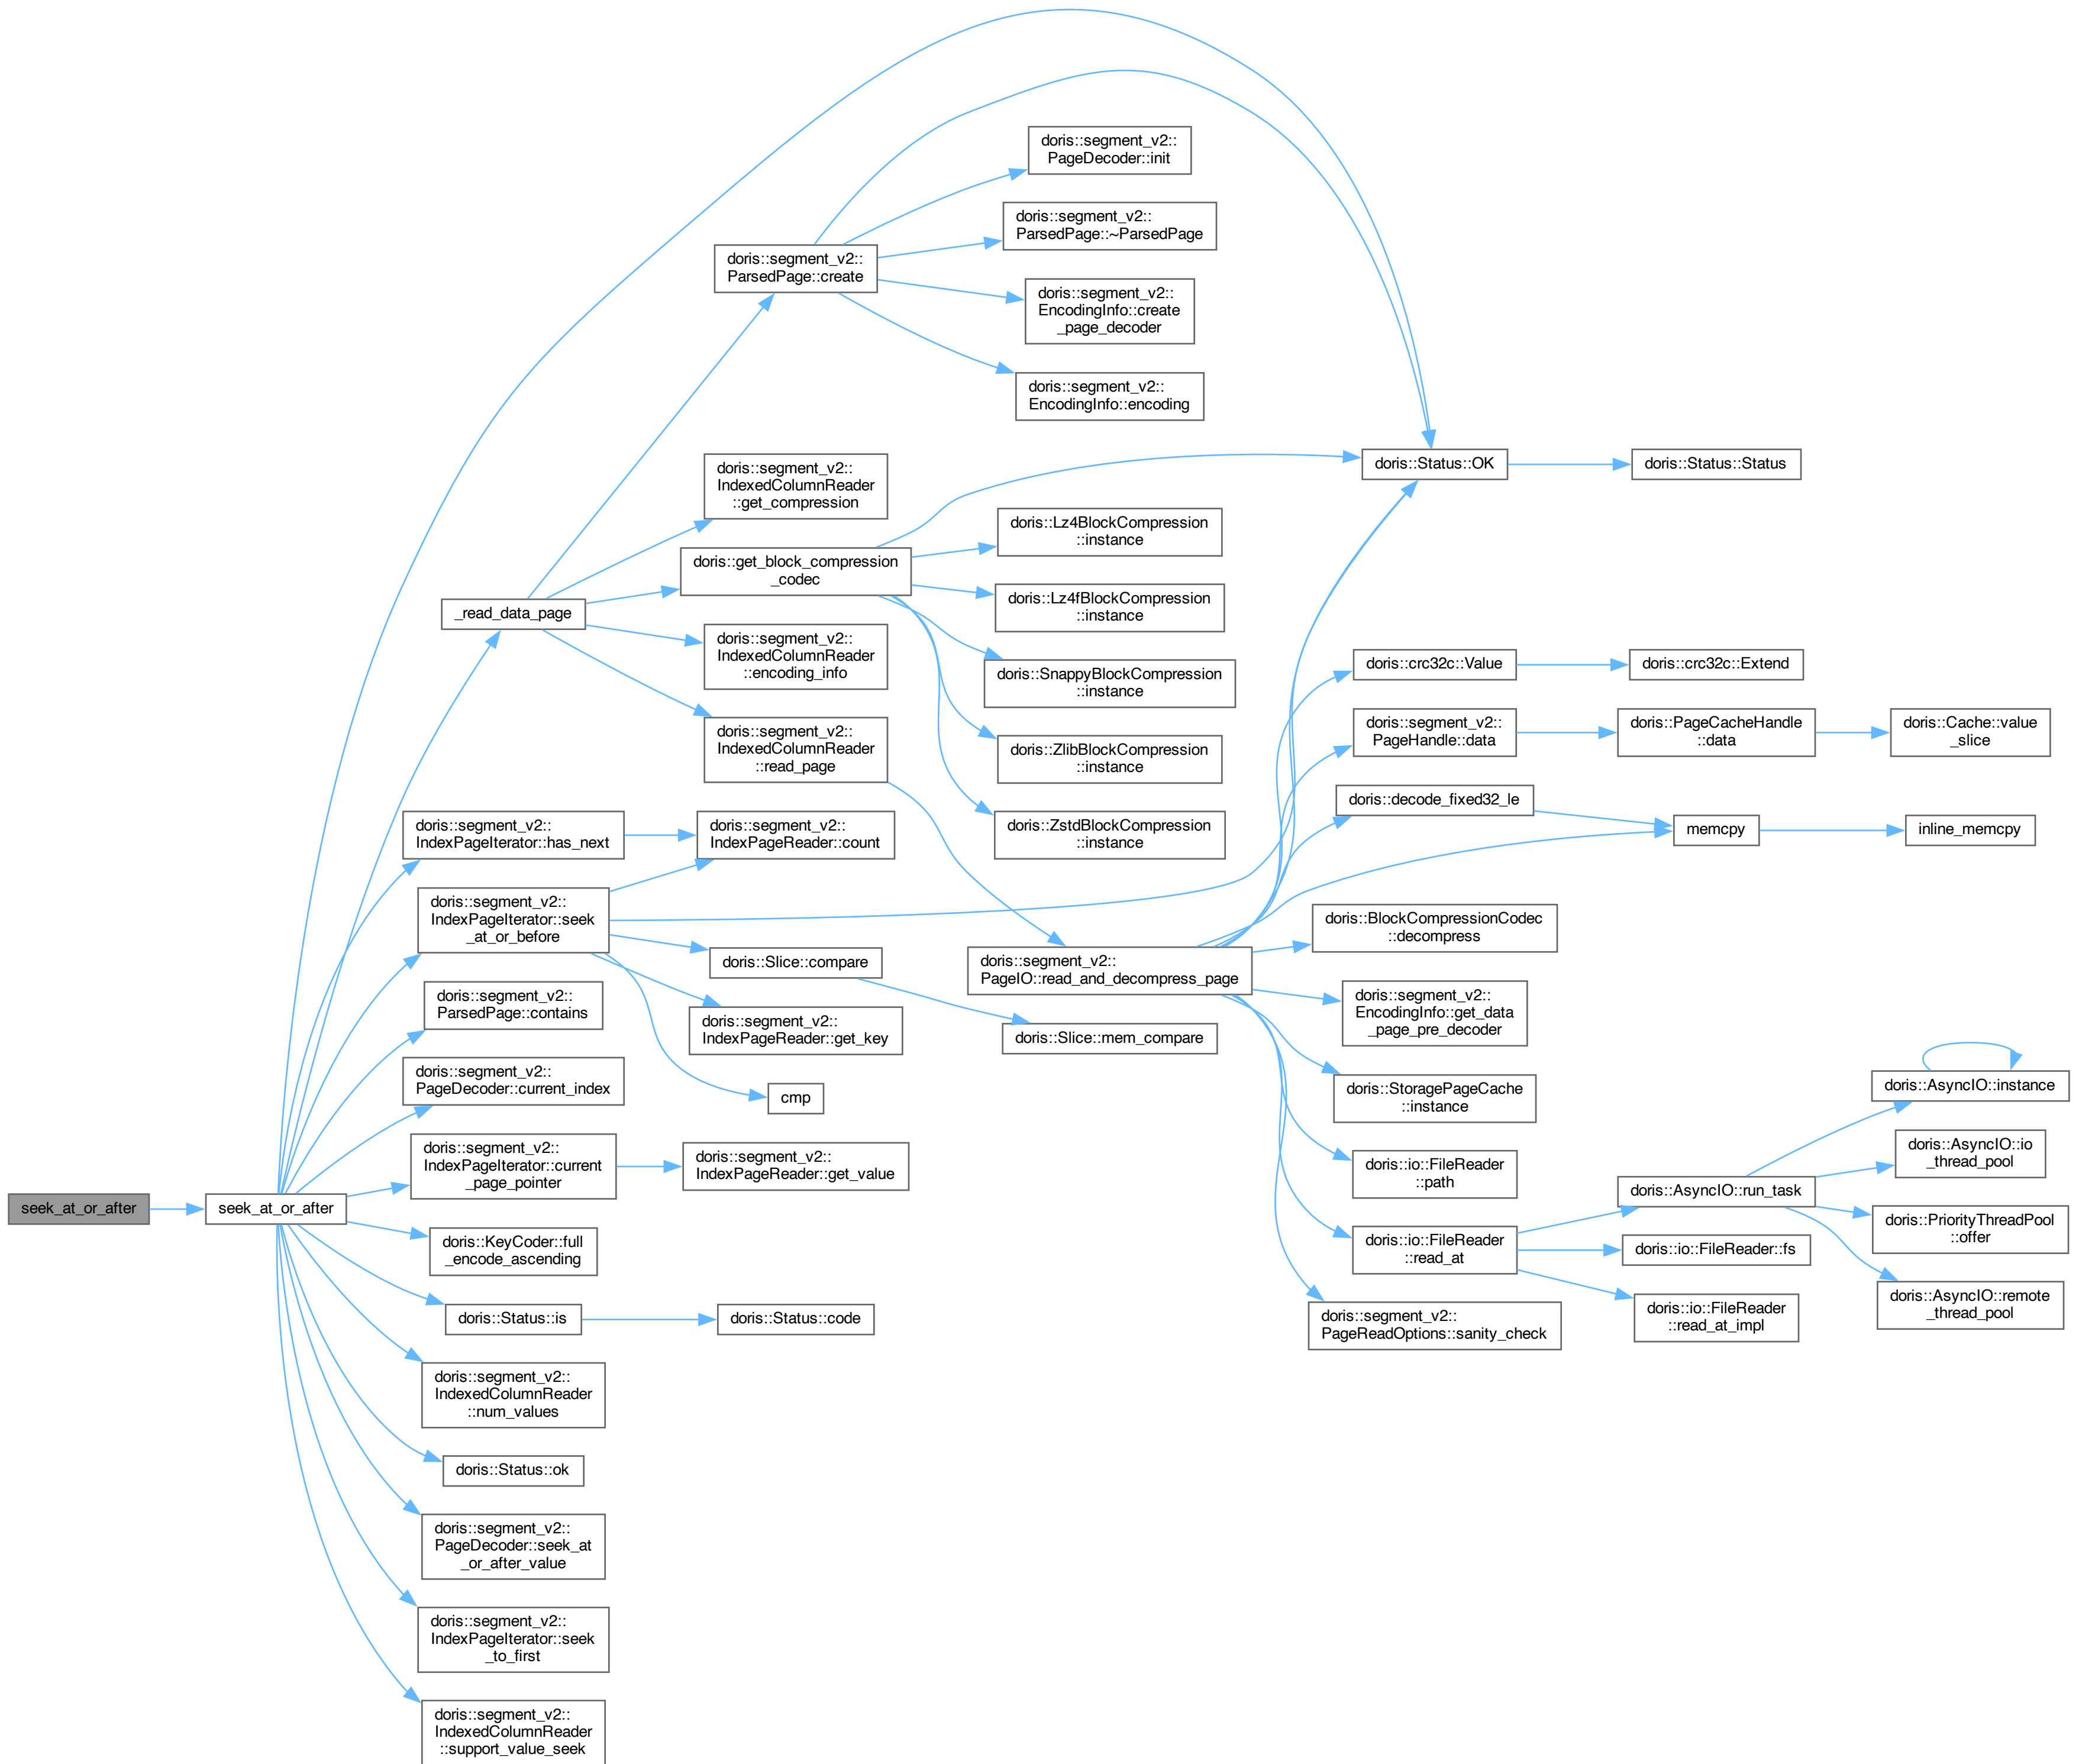 seek_at_or_after
seek_at_or_after
doris::Status::OK
doris::Status::Status
_read_data_page
doris::segment_v2::
ParsedPage::create
doris::segment_v2::
PageDecoder::init
doris::segment_v2::
ParsedPage::~ParsedPage
doris::segment_v2::
EncodingInfo::create
_page_decoder
doris::segment_v2::
EncodingInfo::encoding
doris::segment_v2::
IndexedColumnReader
::get_compression
doris::get_block_compression
_codec
doris::Lz4BlockCompression
::instance
doris::Lz4fBlockCompression
::instance
doris::SnappyBlockCompression
::instance
doris::ZlibBlockCompression
::instance
doris::ZstdBlockCompression
::instance
doris::segment_v2::
IndexedColumnReader
::encoding_info
doris::segment_v2::
IndexedColumnReader
::read_page
doris::segment_v2::
PageIO::read_and_decompress_page
doris::crc32c::Value
doris::crc32c::Extend
doris::segment_v2::
PageHandle::data
doris::PageCacheHandle
::data
doris::Cache::value
_slice
doris::decode_fixed32_le
memcpy
inline_memcpy
doris::BlockCompressionCodec
::decompress
doris::segment_v2::
EncodingInfo::get_data
_page_pre_decoder
doris::StoragePageCache
::instance
doris::io::FileReader
::path
doris::io::FileReader
::read_at
doris::segment_v2::
PageReadOptions::sanity_check
doris::AsyncIO::run_task
doris::io::FileReader::fs
doris::io::FileReader
::read_at_impl
doris::AsyncIO::instance
doris::AsyncIO::io
_thread_pool
doris::PriorityThreadPool
::offer
doris::AsyncIO::remote
_thread_pool
doris::segment_v2::
IndexPageIterator::has_next
doris::segment_v2::
IndexPageReader::count
doris::segment_v2::
IndexPageIterator::seek
_at_or_before
doris::Slice::compare
doris::Slice::mem_compare
doris::segment_v2::
IndexPageReader::get_key
cmp
doris::segment_v2::
ParsedPage::contains
doris::segment_v2::
PageDecoder::current_index
doris::segment_v2::
IndexPageIterator::current
_page_pointer
doris::segment_v2::
IndexPageReader::get_value
doris::KeyCoder::full
_encode_ascending
doris::Status::is
doris::Status::code
doris::segment_v2::
IndexedColumnReader
::num_values
doris::Status::ok
doris::segment_v2::
PageDecoder::seek_at
_or_after_value
doris::segment_v2::
IndexPageIterator::seek
_to_first
doris::segment_v2::
IndexedColumnReader
::support_value_seek